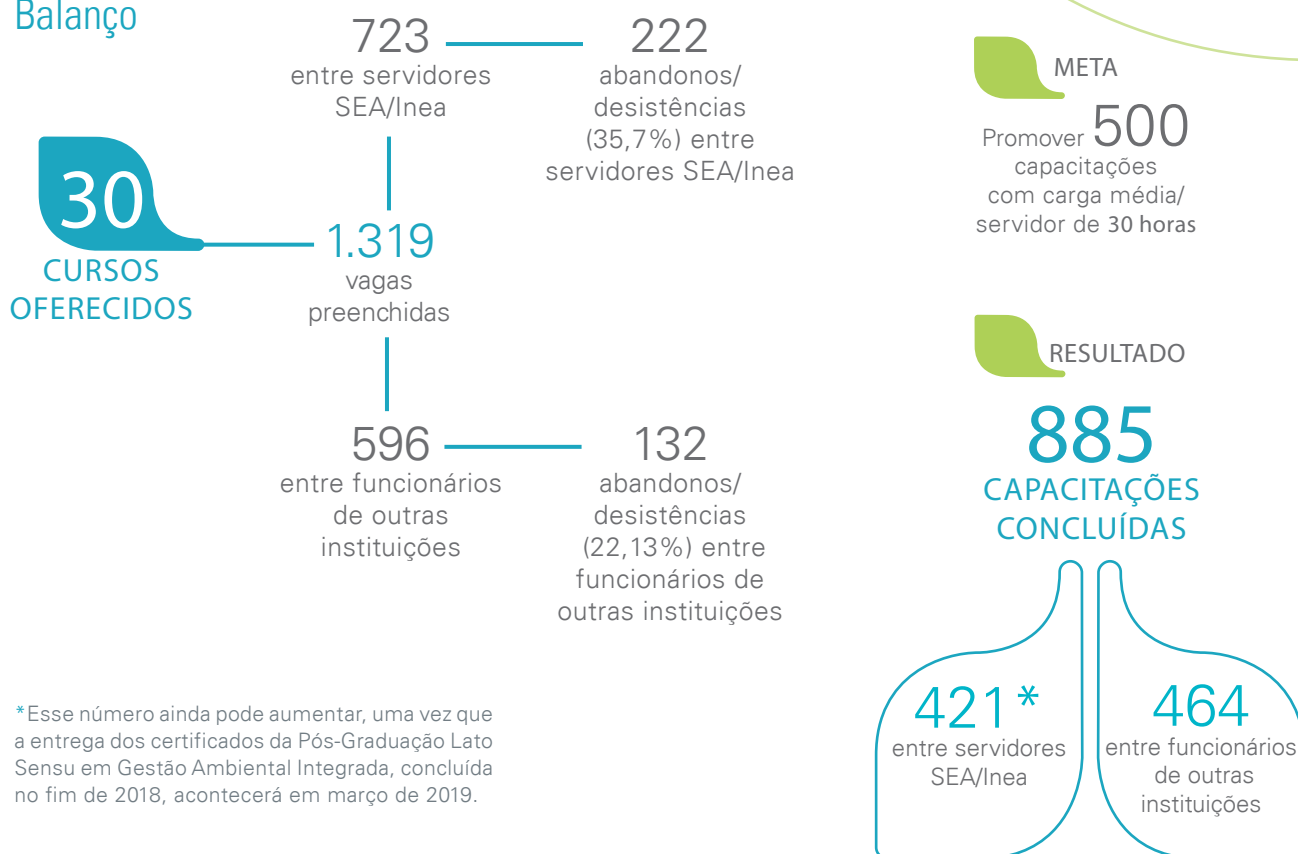 Balanço
30
CURSOS
OFERECIDOS
723
entre servidores
SEA/Inea
222
abandonos/
desistências
(35,7%) entre
servidores SEA/Inea
1.319
vagas
preenchidas
596
entre funcionários
de outras
instituições
132
abandonos/
desistências
(22,13%) entre
funcionários de
outras instituições
*Esse número ainda pode aumentar, uma vez que
a entrega dos certificados da Pós-Graduação Lato
Sensu em Gestão Ambiental Integrada, concluída
no fim de 2018, acontecerá em março de 2019.
META
Promover 500
capacitações
com carga média/
servidor de 30 horas
RESULTADO
885
CAPACITAÇÕES
CONCLUÍDAS
421*
entre servidores
SEA/Inea
464
entre funcionários
de outras
instituições